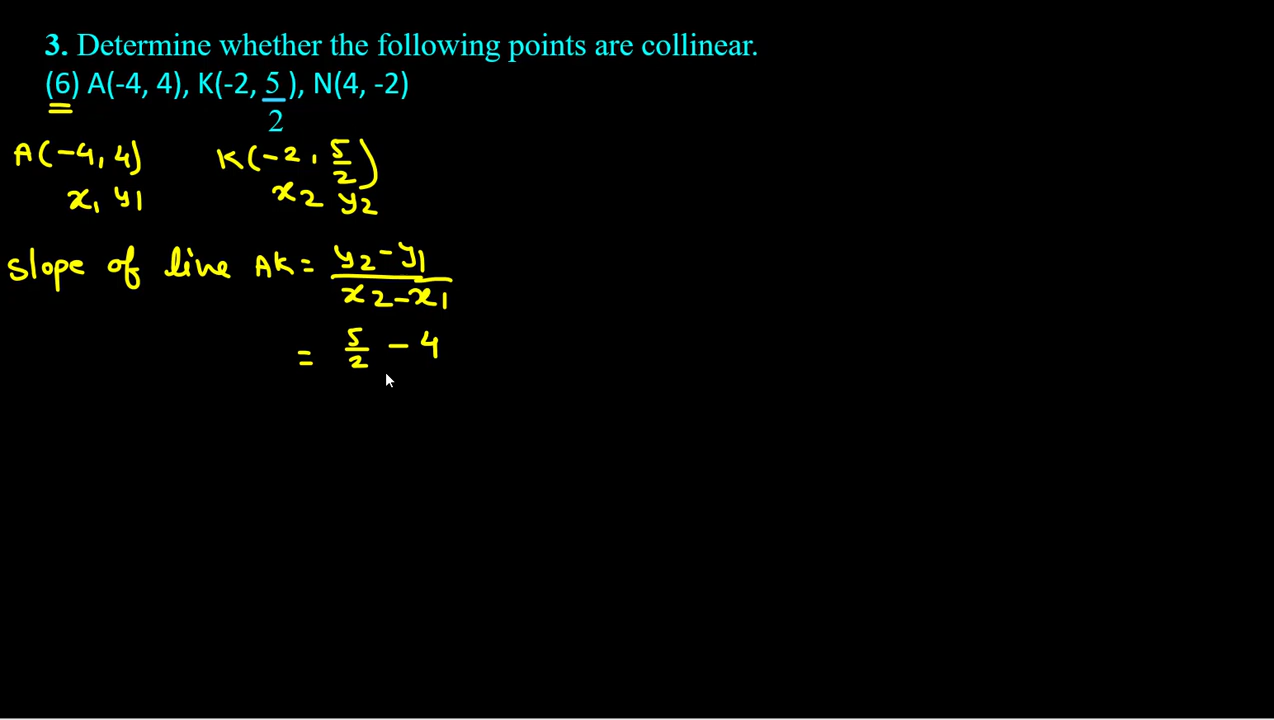 3. Determine whether the following points are collinear.
(6) A(-4, 4), K(-2, 5/2), N(4, -2)
A(-4, 4) K(-2, 5/2)
x1 y1 x2 y2
slope of line AK = y2-y1 / x2-x1
= 5/2 - 4